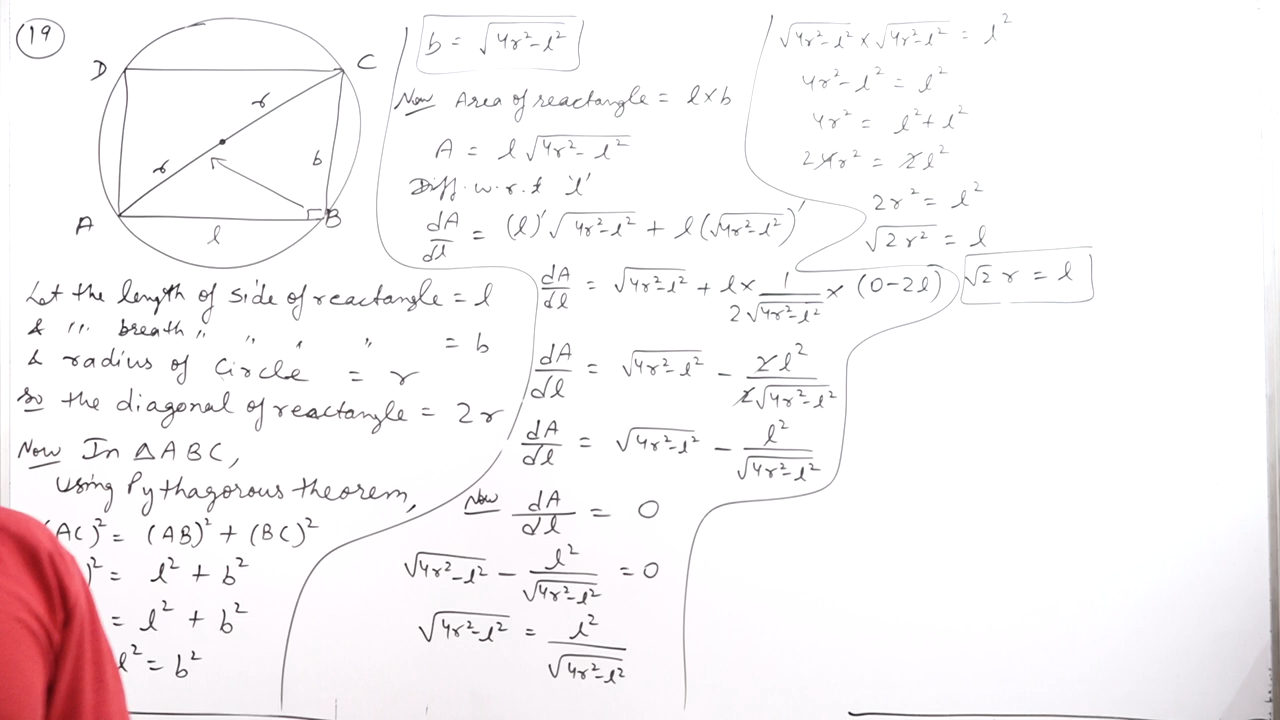 19
D
C
r
r
b
A
B
l
Let the length of side of reactangle = l
& ,, breath ,, ,, ,, ,, = b
& radius of Circle = r
So the diagonal of reactangle = 2r
Now In △ABC,
Using Pythagorous theorem,
AC)² = (AB)² + (BC)²
)² = l² + b²
= l² + b²
l² = b²
b = √4r²-l²
Now Area of reactangle = l×b
A = l√4r²-l²
Diff. w.r.t 'l'
dA/dl = (l)'√4r²-l² + l(√4r²-l²)'
dA/dl = √4r²-l² + l× 1/2√4r²-l² × (0-2l)
dA/dl = √4r²-l² - 2l²/2√4r²-l²
dA/dl = √4r²-l² - l²/√4r²-l²
Now dA/dl = 0
√4r²-l² - l²/√4r²-l² = 0
√4r²-l² = l²/√4r²-l²
√4r²-l² × √4r²-l² = l²
4r²-l² = l²
4r² = l²+l²
2 4r² = 2l²
2r² = l²
√2r² = l
√2 r = l